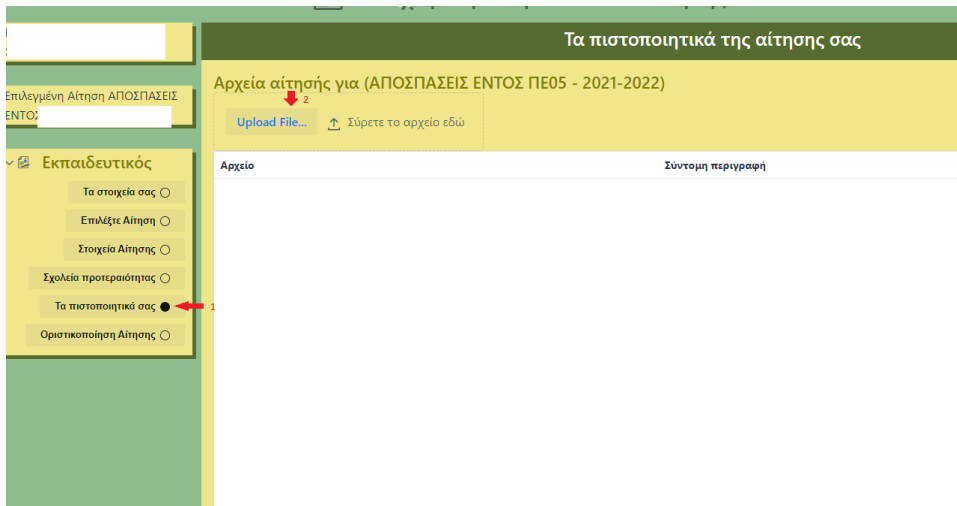 Τα πιστοποιητικά της αίτησης σας
Επιλεγμένη Αίτηση ΑΠΟΣΠΑΣΕΙΣ
ΕΝΤΟΣ
Εκπαιδευτικός
Τα στοιχεία σας
Επιλέξτε Αίτηση
Στοιχεία Αίτησης
Σχολεία προτεραιότητας
Τα πιστοποιητικά σας
1
Οριστικοποίηση Αίτησης
Αρχεία αίτησής για (ΑΠΟΣΠΑΣΕΙΣ ΕΝΤΟΣ ΠΕ05 - 2021-2022)
2
Upload File... Σύρετε το αρχείο εδώ
Αρχείο Σύντομη περιγραφή